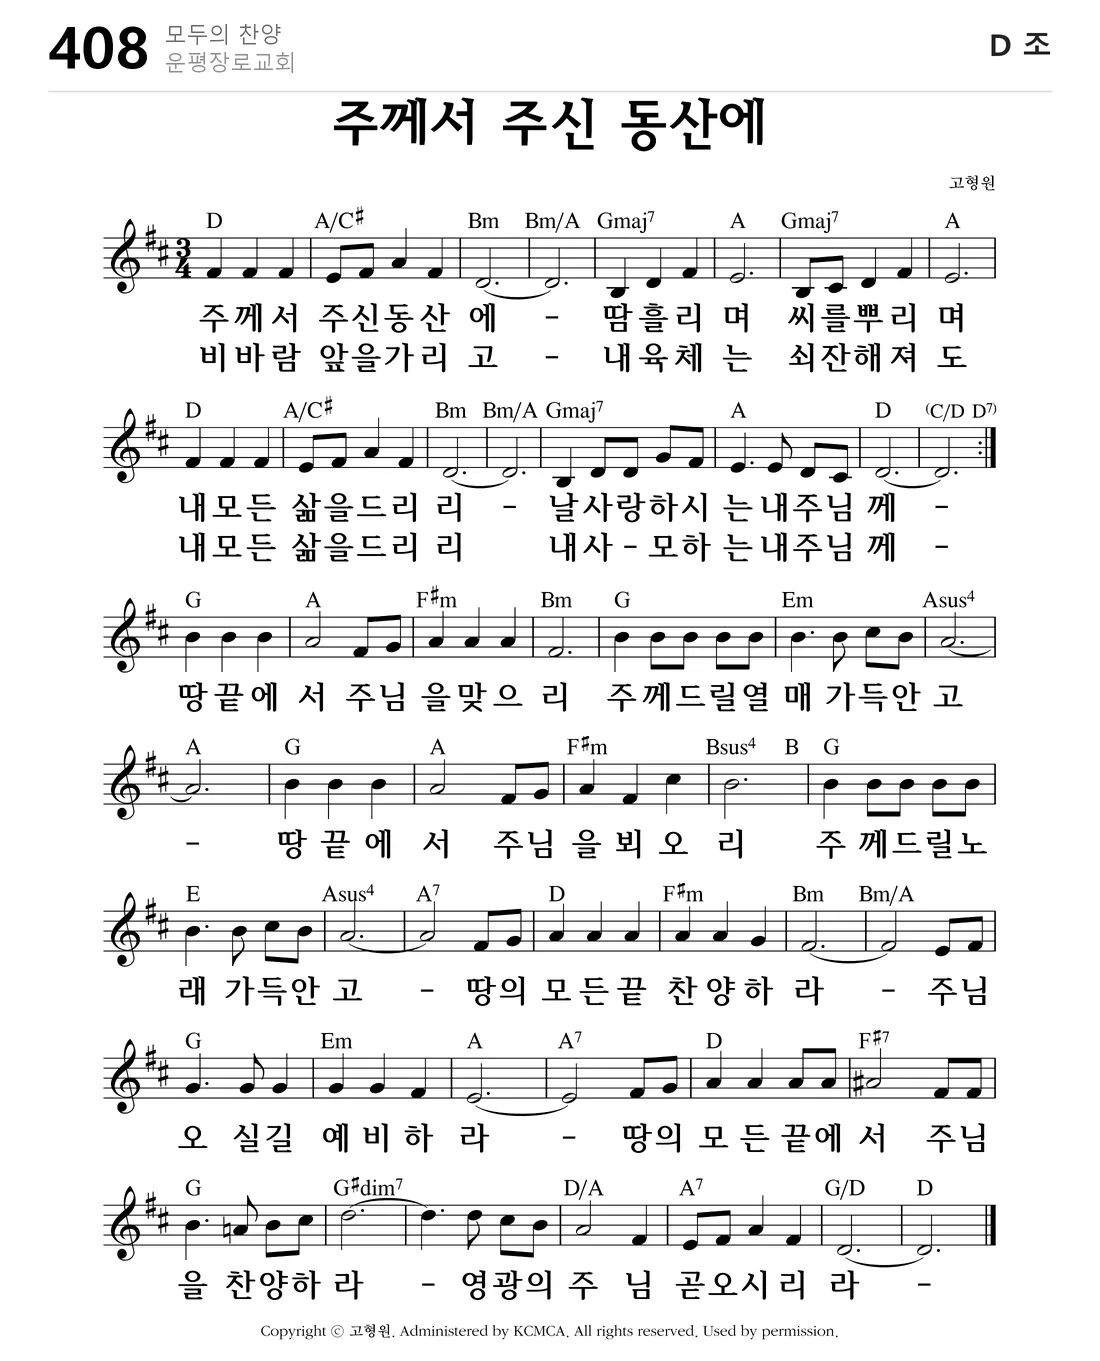 408 모두의 찬양
운평장로교회
D 조
주께서 주신 동산에
고형원
D A/C♯ Bm Bm/A Gmaj7 A Gmaj7 A
3/4
주께서 주신동산 에 - 땀흘리 며 씨를뿌리 며
비바람 앞을가리 고 - 내육체 는 쇠잔해져 도
D A/C♯ Bm Bm/A Gmaj7 A D (C/D D7)
내모든 삶을드리 리 - 날사랑하시 는내주님 께 -
내모든 삶을드리 리 내사-모하 는내주님 께 -
G A F♯m Bm G Em Asus4
땅끝에 서 주님 을맞으 리 주께드릴열 매 가득안 고
A G A F♯m Bsus4 B G
- 땅끝에 서 주님 을뵈오 리 주께드릴노
E Asus4 A7 D F♯m Bm Bm/A
래 가득안 고 - 땅의 모든끝 찬양하 라 - 주님
G Em A A7 D F♯7
오 실길 예비하 라 - 땅의 모든끝에 서 주님
G G♯dim7 D/A A7 G/D D
을 찬양하 라 - 영광의 주 님 곧오시리 라 -
Copyright ⓒ 고형원. Administered by KCMCA. All rights reserved. Used by permission.